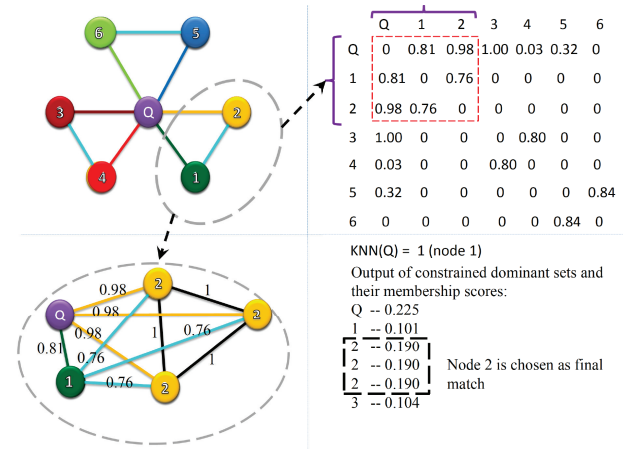 6
5
3
Q
2
4
1
Q 1 2 3 4 5 6
Q 0 0.81 0.98 1.00 0.03 0.32 0
1 0.81 0 0.76 0 0 0 0
2 0.98 0.76 0 0 0 0 0
3 1.00 0 0 0 0.80 0 0
4 0.03 0 0 0.80 0 0 0
5 0.32 0 0 0 0 0 0.84
6 0 0 0 0 0 0.84 0
0.98
2
1
Q
0.98
2
0.98
1
0.76
0.81
0.76
1
1
0.76
2
KNN(Q) = 1 (node 1)
Output of constrained dominant sets and
their membership scores:
Q -- 0.225
1 -- 0.101
2 -- 0.190
2 -- 0.190
2 -- 0.190
3 -- 0.104
Node 2 is chosen as final
match